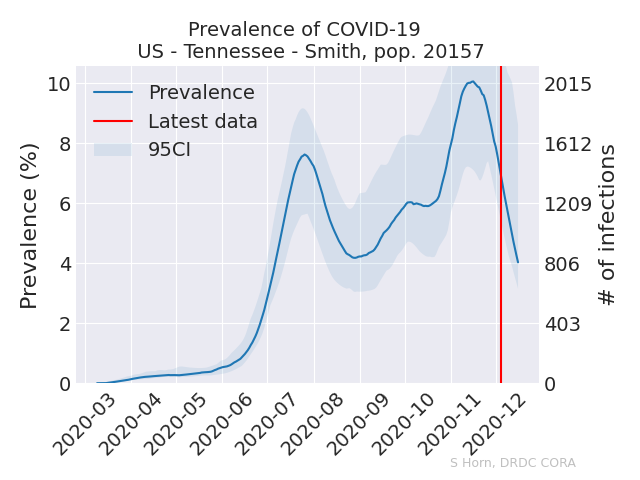 Prevalence of COVID-19
US - Tennessee - Smith, pop. 20157
Prevalence (%)
10
8
6
4
2
0
Prevalence
Latest data
95CI
2015
1612
1209
806
403
0
# of infections
2020-03
2020-04
2020-05
2020-06
2020-07
2020-08
2020-09
2020-10
2020-11
2020-12
S Horn, DRDC CORA